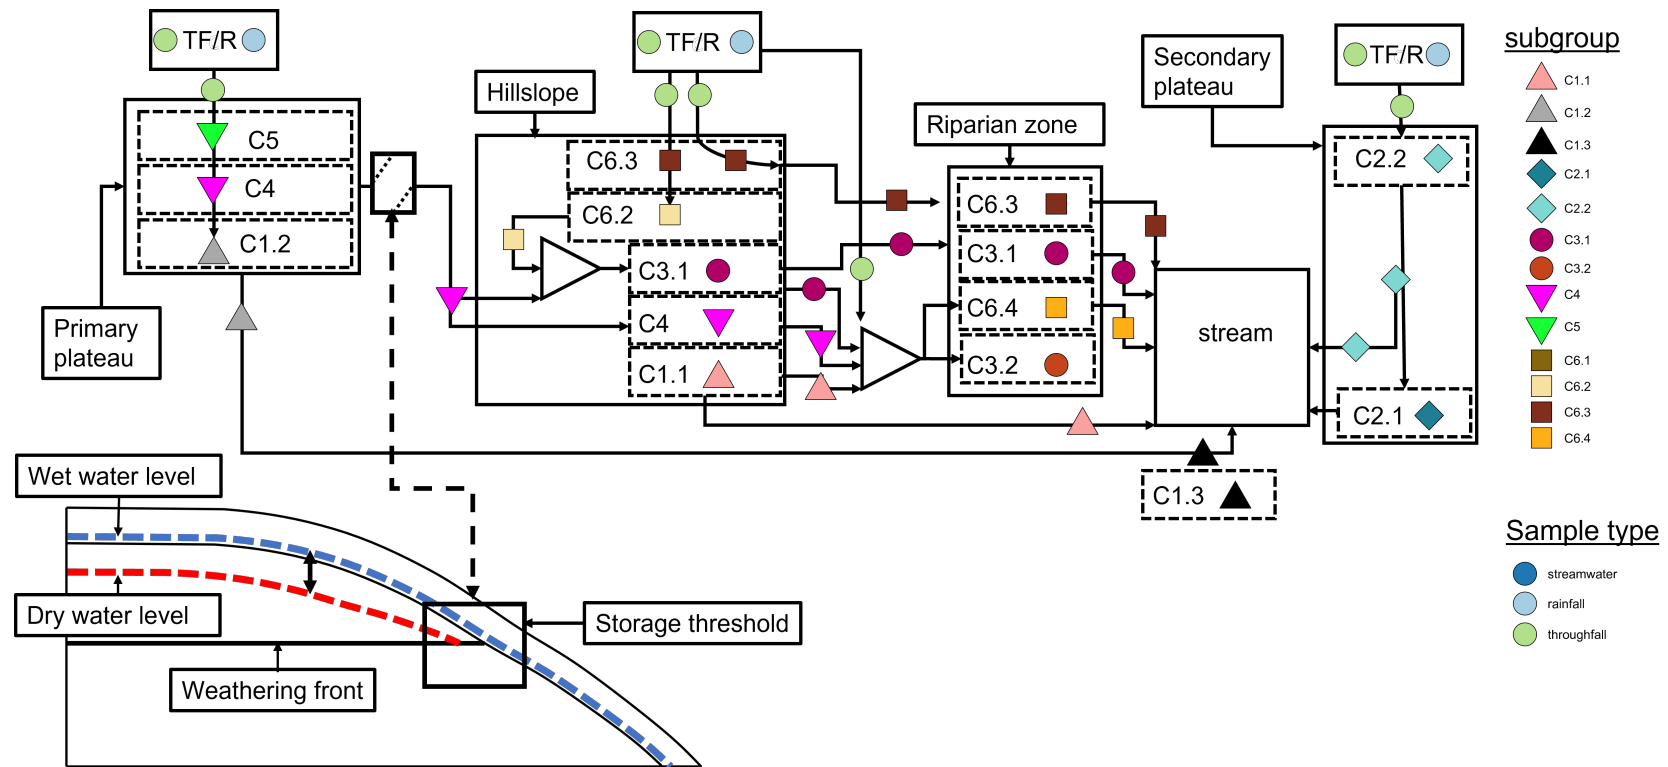 TF/R
C5
C4
C1.2
Primary
plateau
Hillslope
TF/R
C6.3
C6.2
C3.1
C4
C1.1
Riparian zone
C6.3
C3.1
C6.4
C3.2
stream
C1.3
Secondary
plateau
TF/R
C2.2
C2.1
subgroup
C1.1
C1.2
C1.3
C2.1
C2.2
C3.1
C3.2
C4
C5
C6.1
C6.2
C6.3
C6.4
Sample type
streamwater
rainfall
throughfall
Wet water level
Dry water level
Weathering front
Storage threshold